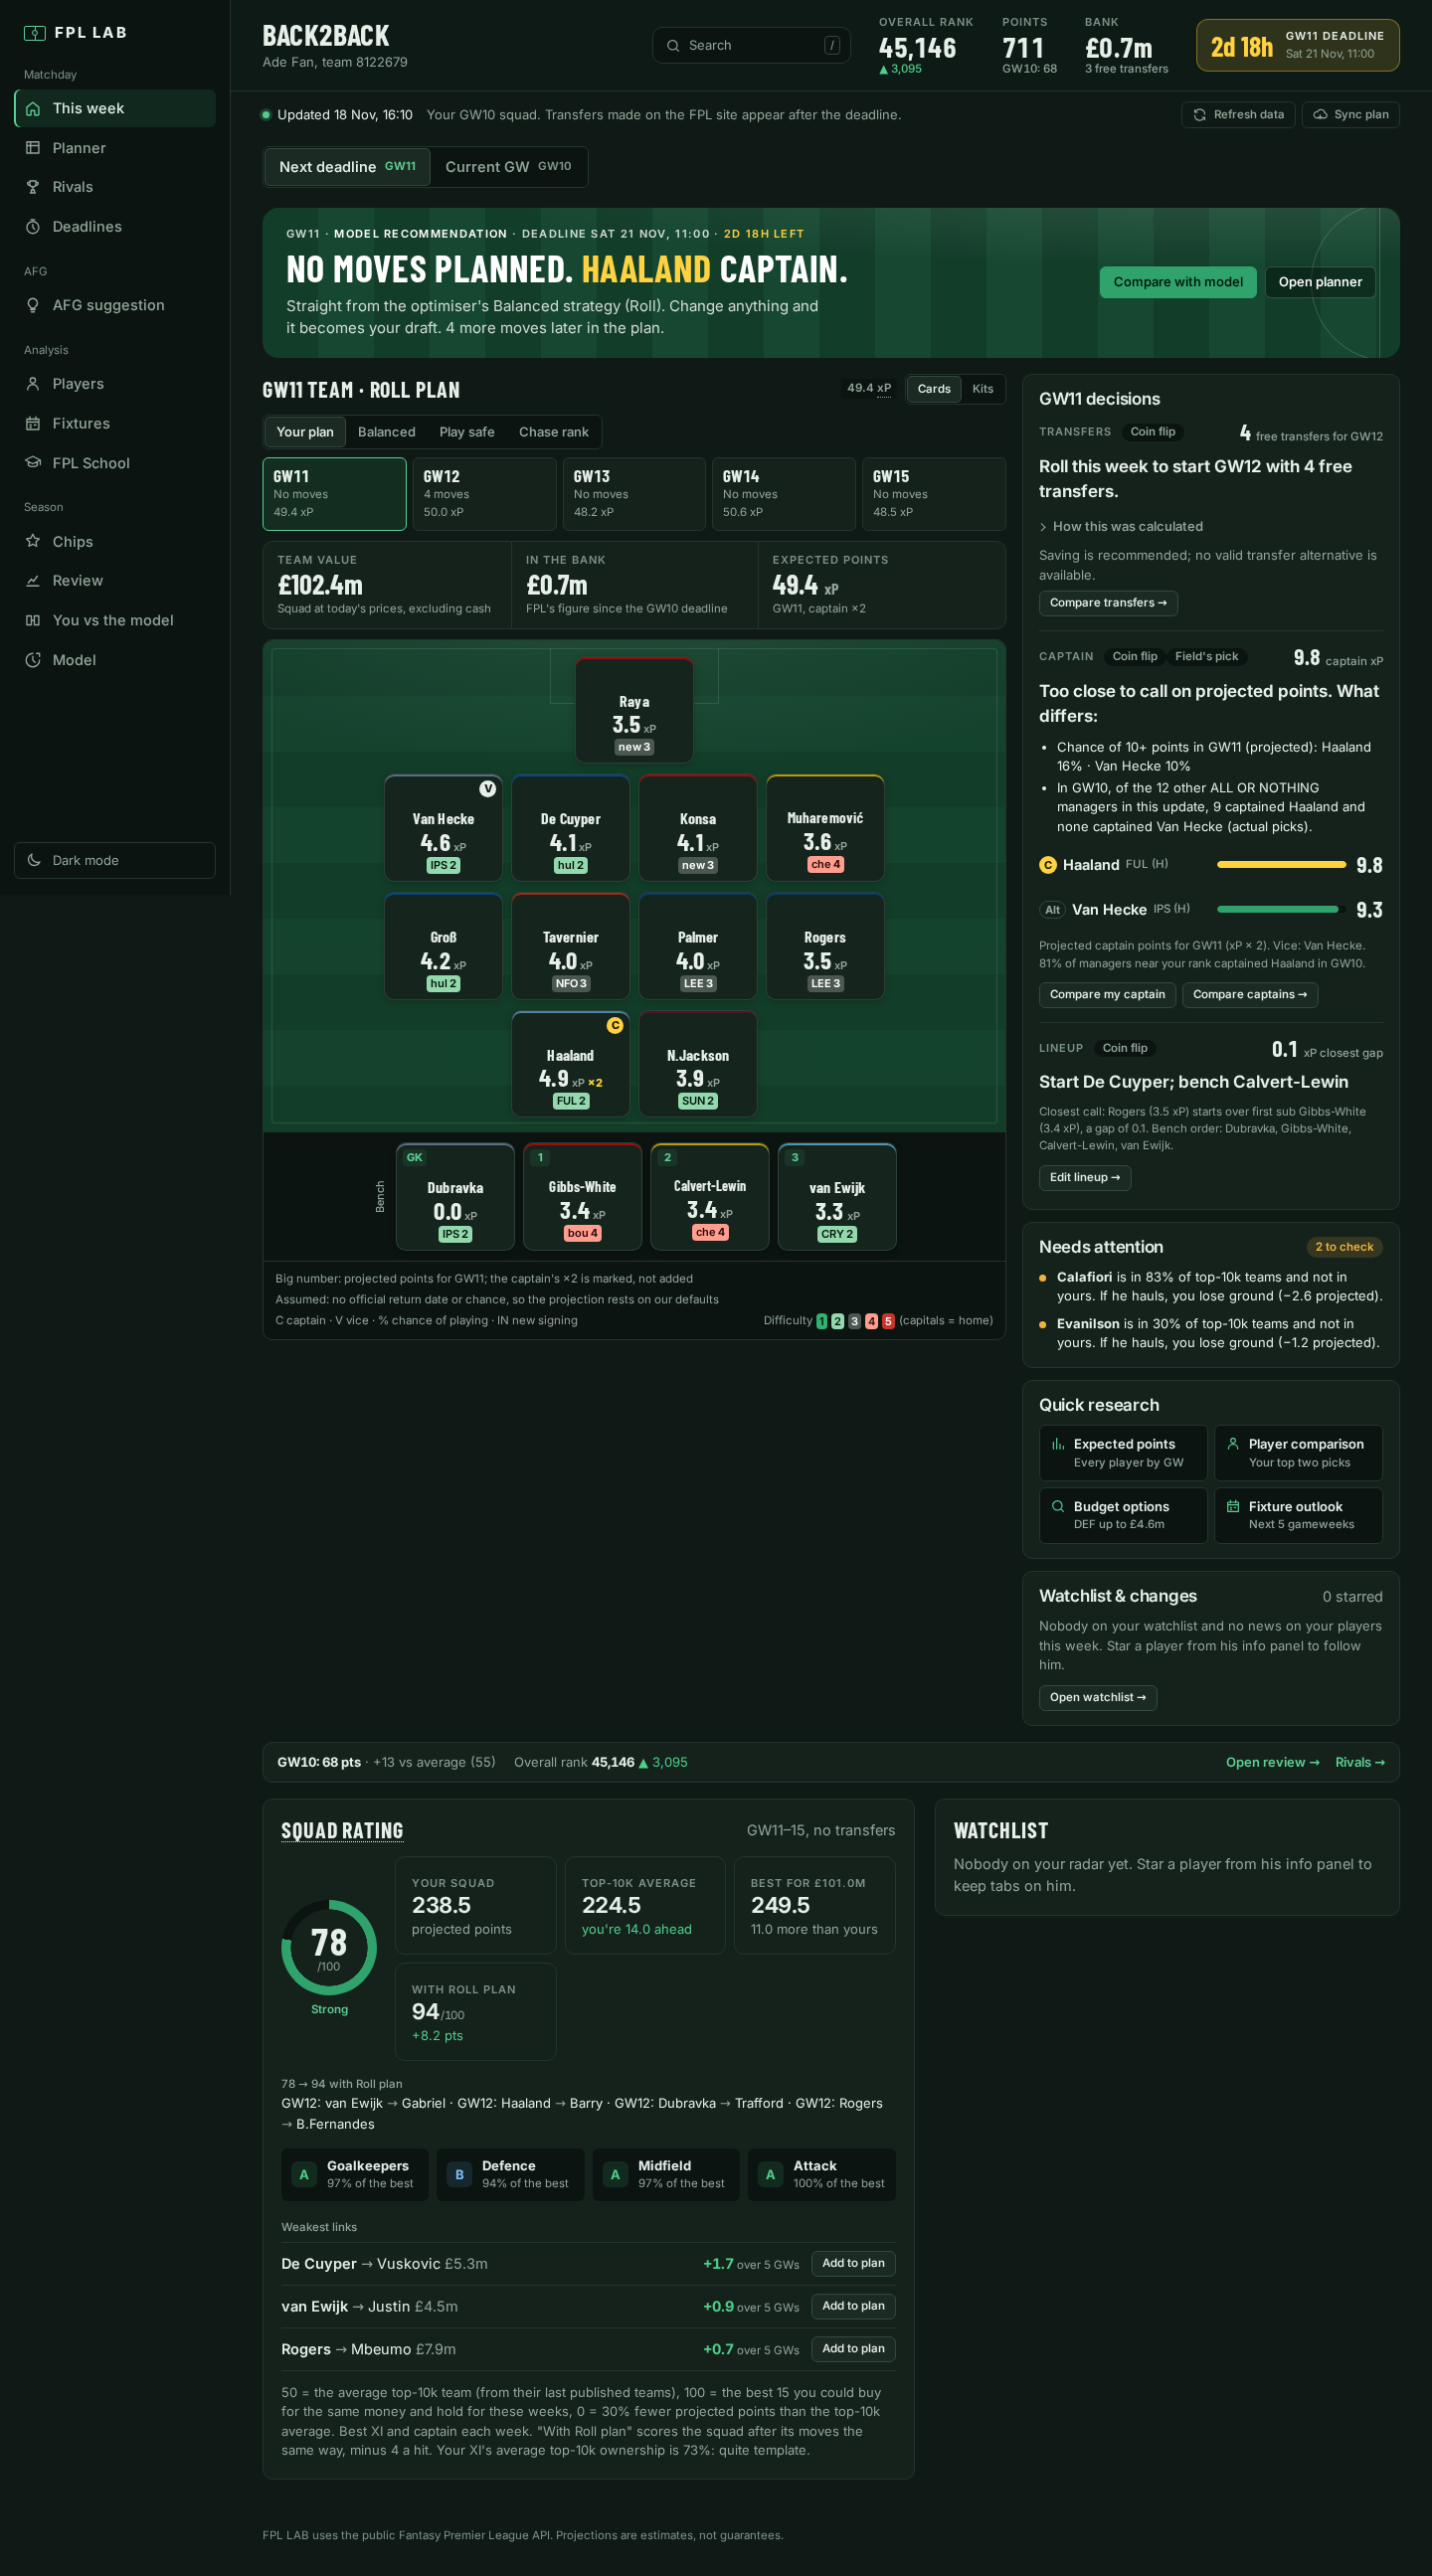 FPL LAB
Matchday
This week
Planner
Rivals
Deadlines
AFG
AFG suggestion
Analysis
Players
Fixtures
FPL School
Season
Chips
Review
You vs the model
Model
Dark mode
BACK2BACK
Ade Fan, team 8122679
Search /
OVERALL RANK
45,146
▲ 3,095
POINTS
711
GW10: 68
BANK
£0.7m
3 free transfers
2d 18h
GW11 DEADLINE
Sat 21 Nov, 11:00
Updated 18 Nov, 16:10 Your GW10 squad. Transfers made on the FPL site appear after the deadline.
Refresh data
Sync plan
Next deadline GW11
Current GW GW10
GW11 · MODEL RECOMMENDATION · DEADLINE SAT 21 NOV, 11:00 · 2D 18H LEFT
NO MOVES PLANNED. HAALAND CAPTAIN.
Straight from the optimiser's Balanced strategy (Roll). Change anything and
it becomes your draft. 4 more moves later in the plan.
Compare with model
Open planner
GW11 TEAM · ROLL PLAN
49.4 xP
Cards
Kits
Your plan
Balanced
Play safe
Chase rank
GW11
No moves
49.4 xP
GW12
4 moves
50.0 xP
GW13
No moves
48.2 xP
GW14
No moves
50.6 xP
GW15
No moves
48.5 xP
TEAM VALUE
£102.4m
Squad at today's prices, excluding cash
IN THE BANK
£0.7m
FPL's figure since the GW10 deadline
EXPECTED POINTS
49.4 xP
GW11, captain ×2
Raya
3.5 xP
new 3
V
Van Hecke
4.6 xP
IPS 2
De Cuyper
4.1 xP
hul 2
Konsa
4.1 xP
new 3
Muharemović
3.6 xP
che 4
Groß
4.2 xP
hul 2
Tavernier
4.0 xP
NFO 3
Palmer
4.0 xP
LEE 3
Rogers
3.5 xP
LEE 3
C
Haaland
4.9 xP ×2
FUL 2
N.Jackson
3.9 xP
SUN 2
Bench
GK
Dubravka
0.0 xP
IPS 2
1
Gibbs-White
3.4 xP
bou 4
2
Calvert-Lewin
3.4 xP
che 4
3
van Ewijk
3.3 xP
CRY 2
Big number: projected points for GW11; the captain's ×2 is marked, not added
Assumed: no official return date or chance, so the projection rests on our defaults
C captain · V vice · % chance of playing · IN new signing
Difficulty 1 2 3 4 5 (capitals = home)
GW11 decisions
TRANSFERS Coin flip 4 free transfers for GW12
Roll this week to start GW12 with 4 free
transfers.
How this was calculated
Saving is recommended; no valid transfer alternative is
available.
Compare transfers →
CAPTAIN Coin flip Field's pick 9.8 captain xP
Too close to call on projected points. What
differs:
• Chance of 10+ points in GW11 (projected): Haaland
16% · Van Hecke 10%
• In GW10, of the 12 other ALL OR NOTHING
managers in this update, 9 captained Haaland and
none captained Van Hecke (actual picks).
C Haaland FUL (H) 9.8
Alt Van Hecke IPS (H) 9.3
Projected captain points for GW11 (xP × 2). Vice: Van Hecke.
81% of managers near your rank captained Haaland in GW10.
Compare my captain
Compare captains →
LINEUP Coin flip 0.1 xP closest gap
Start De Cuyper; bench Calvert-Lewin
Closest call: Rogers (3.5 xP) starts over first sub Gibbs-White
(3.4 xP), a gap of 0.1. Bench order: Dubravka, Gibbs-White,
Calvert-Lewin, van Ewijk.
Edit lineup →
Needs attention 2 to check
Calafiori is in 83% of top-10k teams and not in
yours. If he hauls, you lose ground (−2.6 projected).
Evanilson is in 30% of top-10k teams and not in
yours. If he hauls, you lose ground (−1.2 projected).
Quick research
Expected points
Every player by GW
Player comparison
Your top two picks
Budget options
DEF up to £4.6m
Fixture outlook
Next 5 gameweeks
Watchlist & changes 0 starred
Nobody on your watchlist and no news on your players
this week. Star a player from his info panel to follow
him.
Open watchlist →
GW10: 68 pts · +13 vs average (55) Overall rank 45,146 ▲ 3,095
Open review → Rivals →
SQUAD RATING GW11–15, no transfers
78
/100
Strong
YOUR SQUAD
238.5
projected points
TOP-10K AVERAGE
224.5
you're 14.0 ahead
BEST FOR £101.0M
249.5
11.0 more than yours
WITH ROLL PLAN
94/100
+8.2 pts
78 → 94 with Roll plan
GW12: van Ewijk → Gabriel · GW12: Haaland → Barry · GW12: Dubravka → Trafford · GW12: Rogers
→ B.Fernandes
A Goalkeepers
97% of the best
B Defence
94% of the best
A Midfield
97% of the best
A Attack
100% of the best
Weakest links
De Cuyper → Vuskovic £5.3m +1.7 over 5 GWs Add to plan
van Ewijk → Justin £4.5m +0.9 over 5 GWs Add to plan
Rogers → Mbeumo £7.9m +0.7 over 5 GWs Add to plan
50 = the average top-10k team (from their last published teams), 100 = the best 15 you could buy
for the same money and hold for these weeks, 0 = 30% fewer projected points than the top-10k
average. Best XI and captain each week. "With Roll plan" scores the squad after its moves the
same way, minus 4 a hit. Your XI's average top-10k ownership is 73%: quite template.
WATCHLIST
Nobody on your radar yet. Star a player from his info panel to
keep tabs on him.
FPL LAB uses the public Fantasy Premier League API. Projections are estimates, not guarantees.